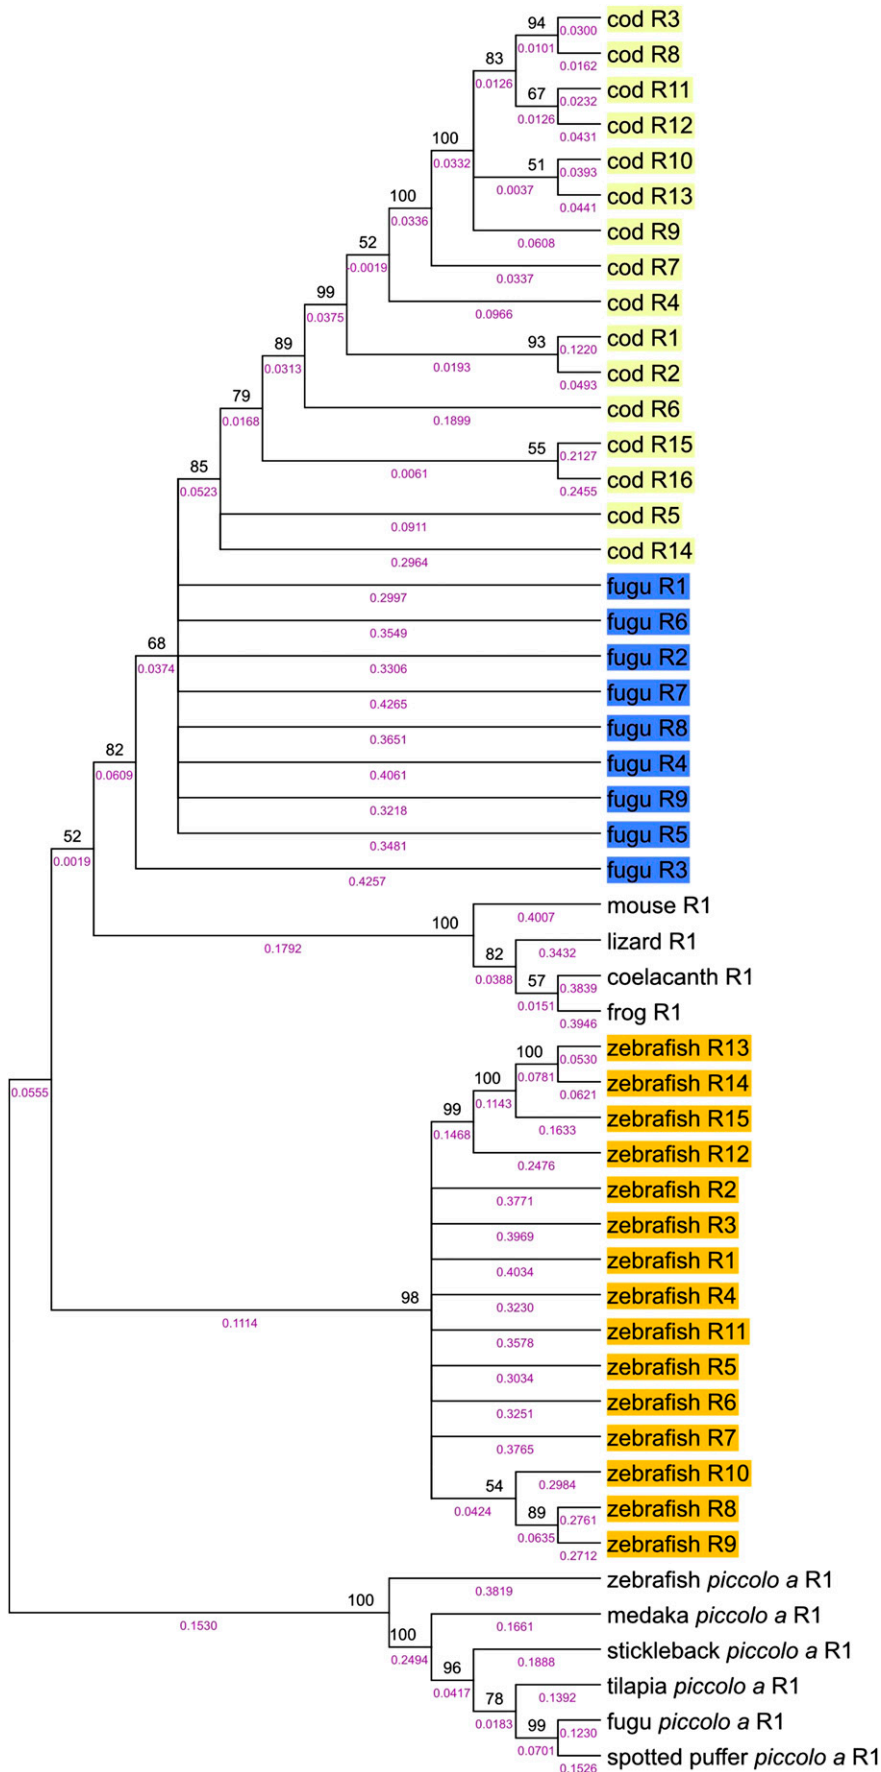 94 0.0300 cod R3
0.0101 0.0162 cod R8
83
0.0126 67 0.0232 cod R11
0.0126 0.0431 cod R12
100
0.0332 51 0.0393 cod R10
0.0037 0.0441 cod R13
100
0.0336 0.0608 cod R9
52
-0.0019 0.0337 cod R7
99
0.0375 0.0966 cod R4
89 93 0.1220 cod R1
0.0313 0.0193 0.0493 cod R2
79
0.0168 0.1899 cod R6
55 0.2127 cod R15
85 0.0061 0.2455 cod R16
0.0523
0.0911 cod R5
0.2964 cod R14
0.2997 fugu R1
0.3549 fugu R6
68
0.0374 0.3306 fugu R2
0.4265 fugu R7
0.3651 fugu R8
82
0.0609 0.4061 fugu R4
0.3218 fugu R9
52
0.0019 0.3481 fugu R5
0.4257 fugu R3
100 0.4007 mouse R1
0.1792
82 0.3432 lizard R1
0.0388 57 0.3839 coelacanth R1
0.0151 0.3946 frog R1
100 0.0530 zebrafish R13
100 0.0781 0.0621 zebrafish R14
0.0555 99 0.1143 0.1633 zebrafish R15
0.1468 0.2476 zebrafish R12
0.3771 zebrafish R2
0.3969 zebrafish R3
0.4034 zebrafish R1
98 0.3230 zebrafish R4
0.1114 0.3578 zebrafish R11
0.3034 zebrafish R5
0.3251 zebrafish R6
0.3765 zebrafish R7
54 0.2984 zebrafish R10
0.0424 89 0.2761 zebrafish R8
0.0635 0.2712 zebrafish R9
100 0.3819 zebrafish piccolo a R1
0.1530
100 0.1661 medaka piccolo a R1
0.2494 96 0.1888 stickleback piccolo a R1
0.0417 78 0.1392 tilapia piccolo a R1
0.0183 99 0.1230 fugu piccolo a R1
0.0701 0.1526 spotted puffer piccolo a R1